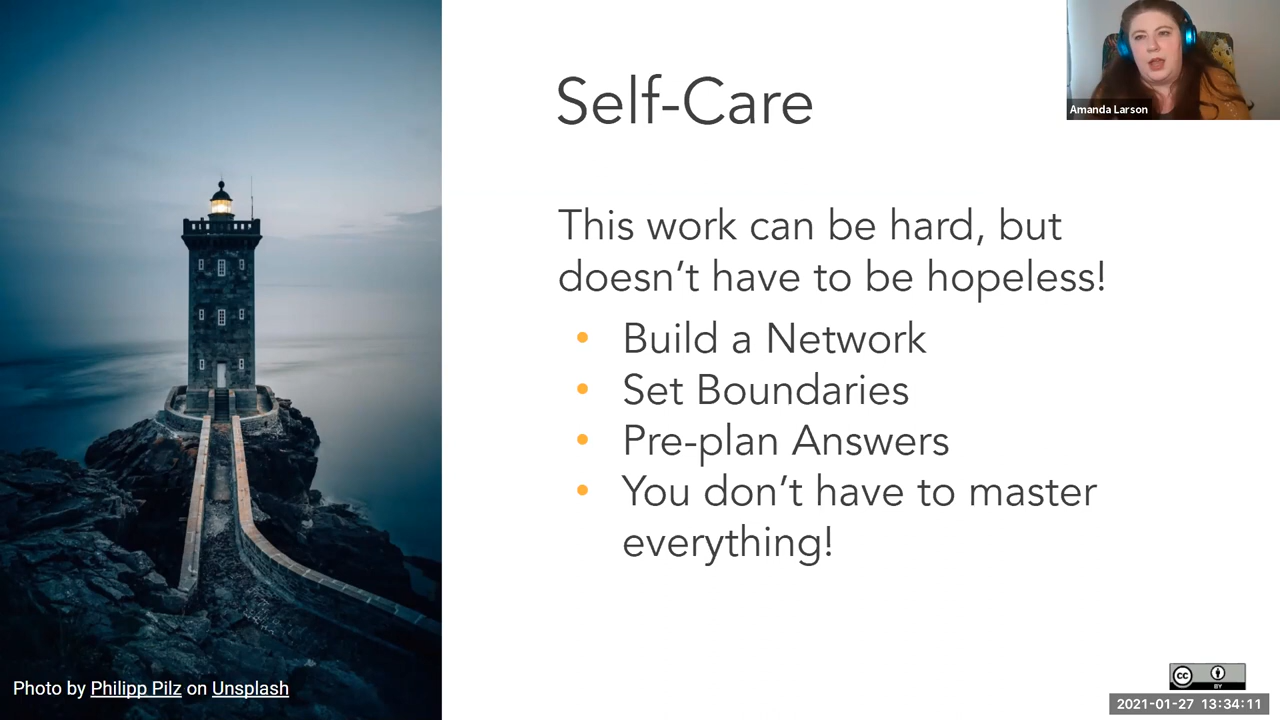 Self-Care
Amanda Larson
This work can be hard, but
doesn’t have to be hopeless!
• Build a Network
• Set Boundaries
• Pre-plan Answers
• You don’t have to master
everything!
Photo by Philipp Pilz on Unsplash
cc
BY
2021-01-27 13:34:11